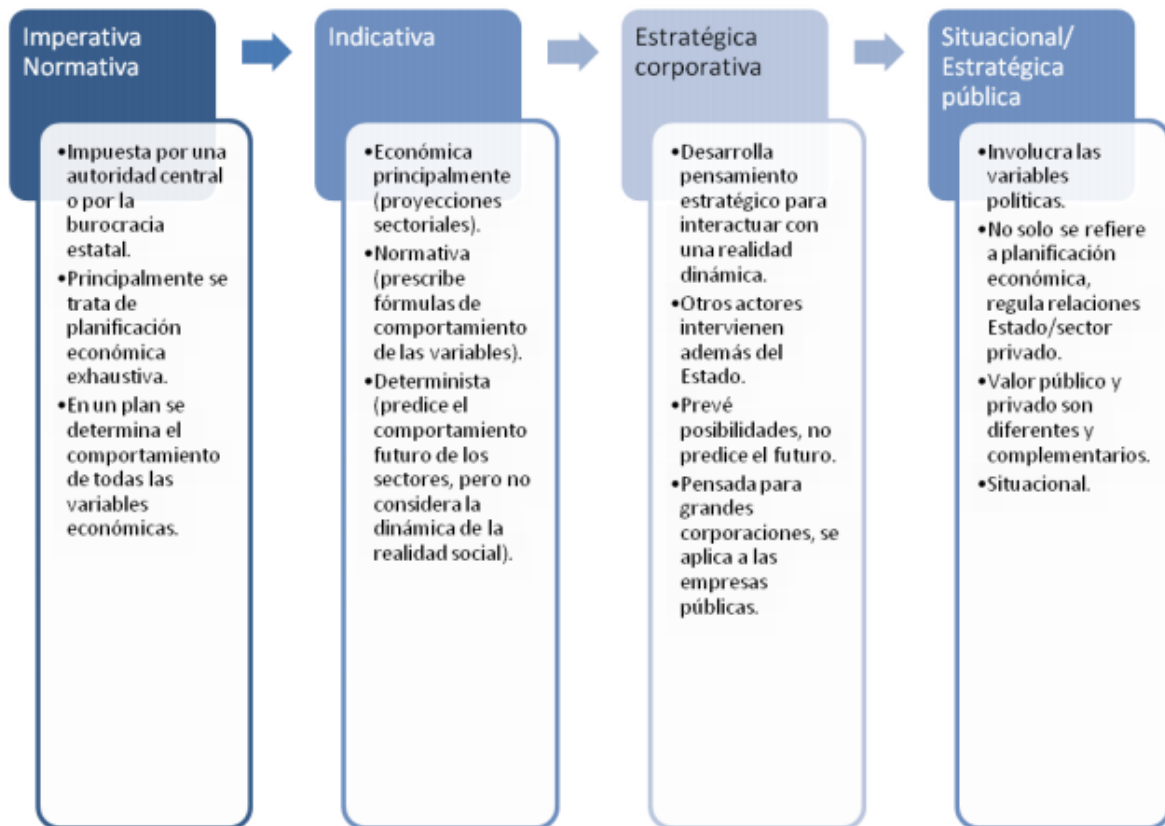 Imperativa
Normativa
•Impuesta por una
autoridad central
o por la
burocracia
estatal.
•Principalmente se
trata de
planificación
económica
exhaustiva.
•En un plan se
determina el
comportamiento
de todas las
variables
económicas.
Indicativa
•Económica
principalmente
(proyecciones
sectoriales).
•Normativa
(prescribe
fórmulas de
comportamiento
de las variables).
•Determinista
(predice el
comportamiento
futuro de los
sectores, pero no
considera la
dinámica de la
realidad social).
Estratégica
corporativa
•Desarrolla
pensamiento
estratégico para
interactuar con
una realidad
dinámica.
•Otros actores
intervienen
además del
Estado.
•Prevé
posibilidades, no
predice el futuro.
•Pensada para
grandes
corporaciones, se
aplica a las
empresas
públicas.
Situacional/
Estratégica
pública
•Involucra las
variables
políticas.
•No solo se refiere
a planificación
económica,
regula relaciones
Estado/sector
privado.
•Valor público y
privado son
diferentes y
complementarios.
•Situacional.